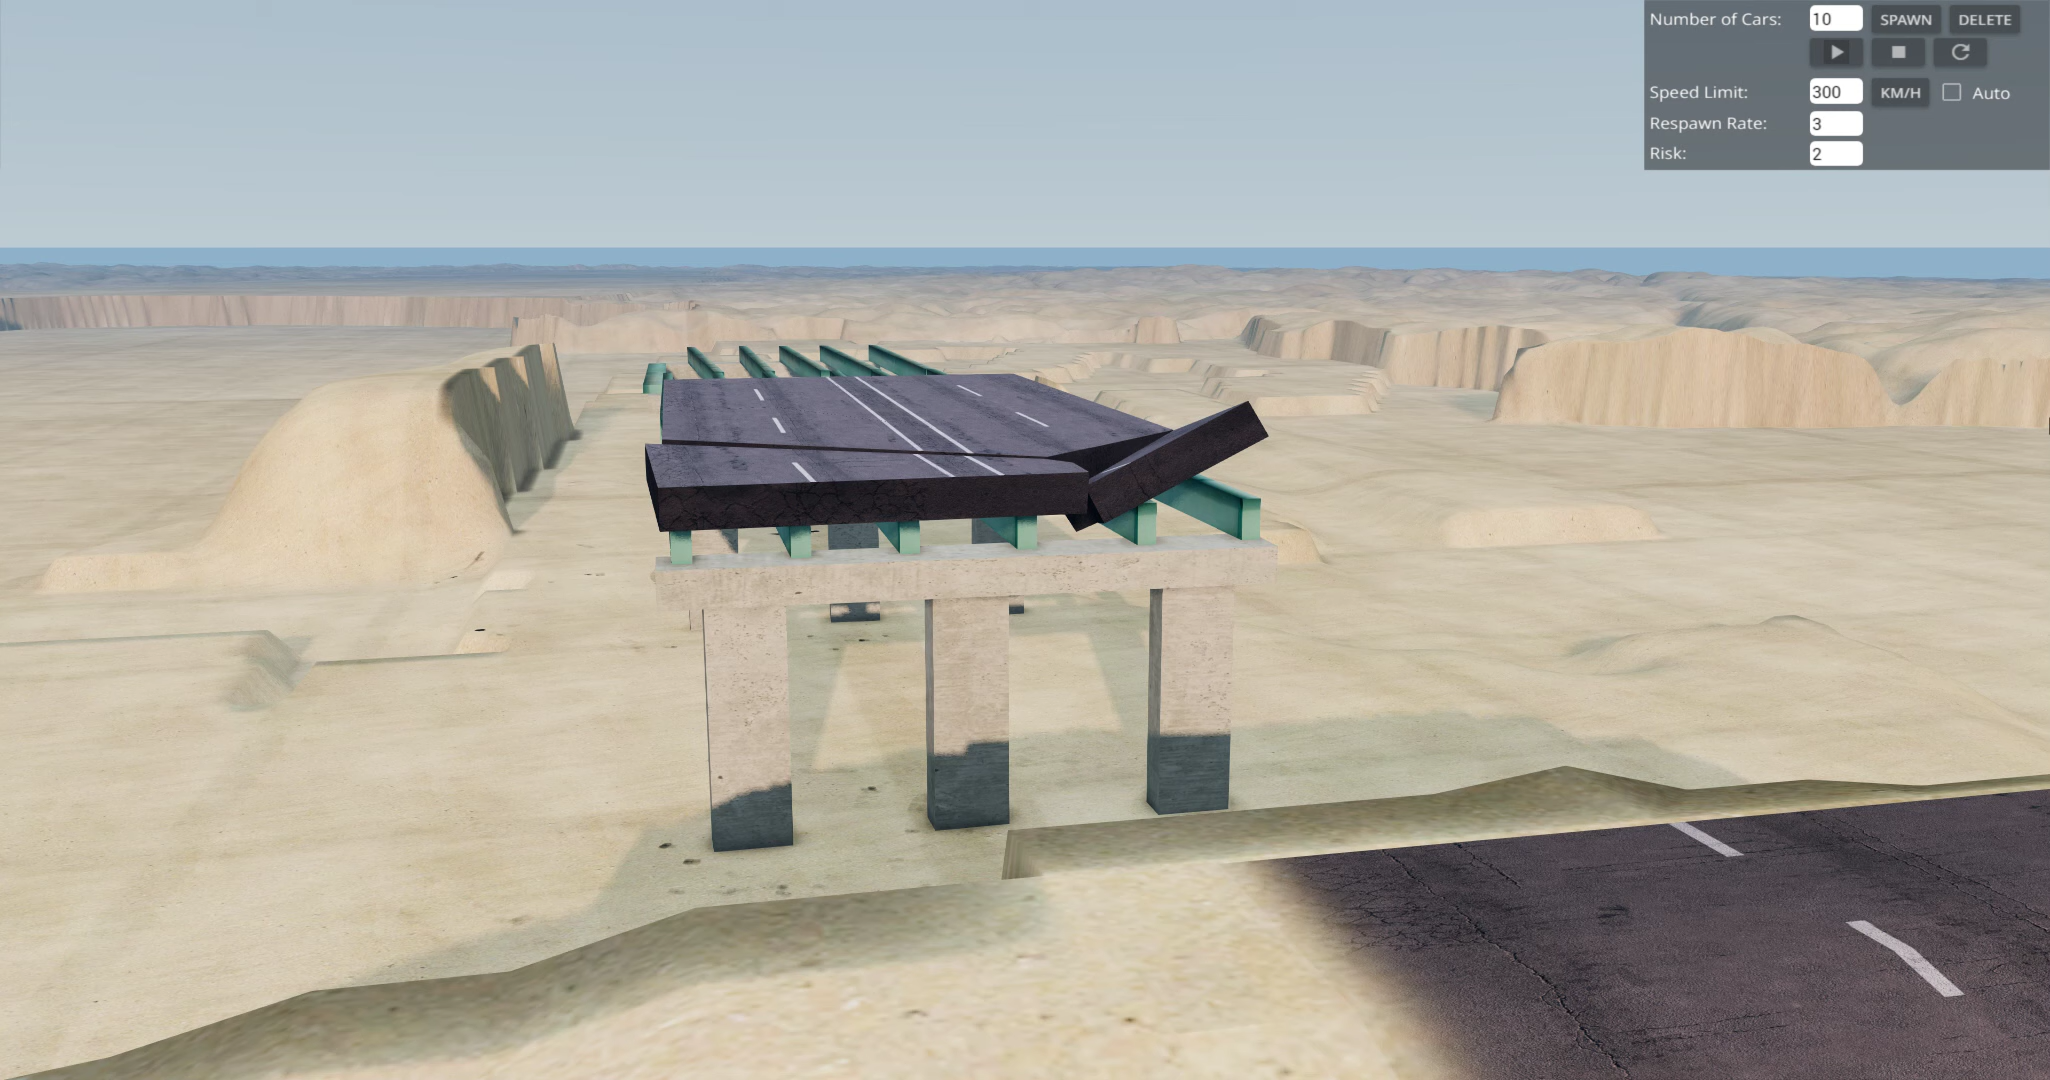 Number of Cars: 10 SPAWN DELETE
Speed Limit: 300 KM/H Auto
Respawn Rate: 3
Risk: 2